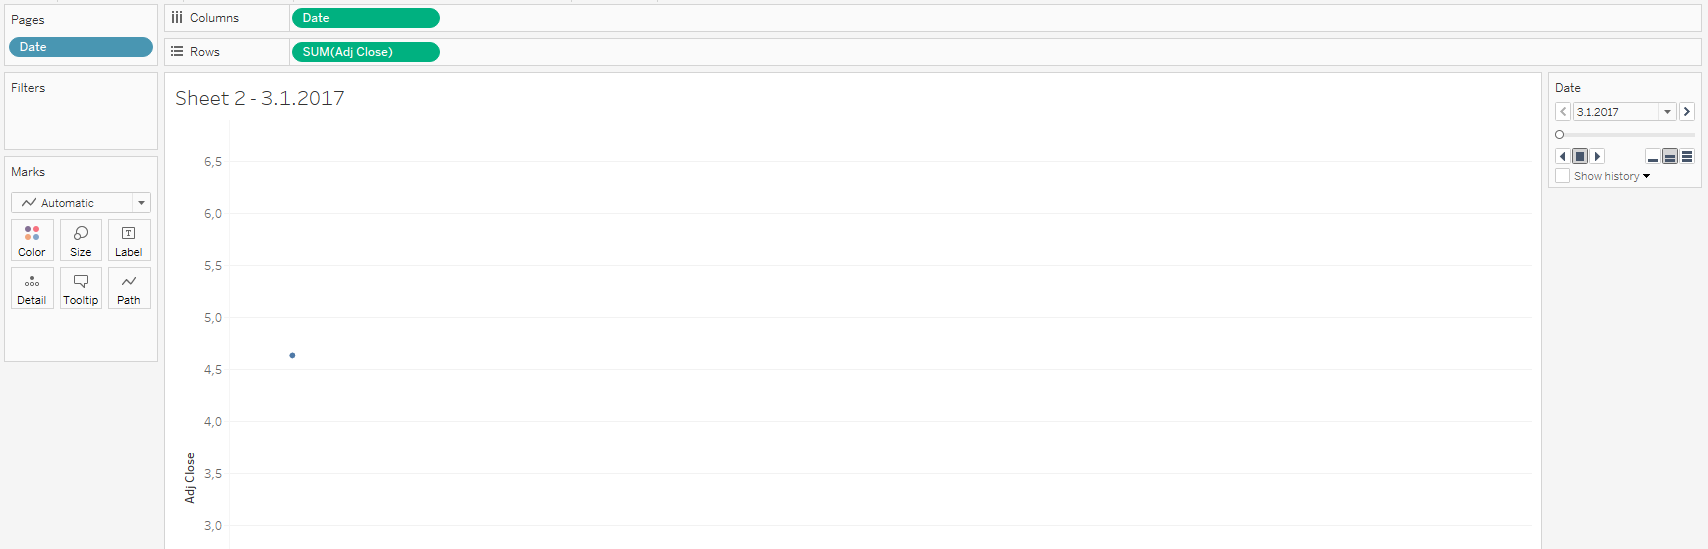 Pages
Date
Columns
Date
Rows
SUM(Adj Close)
Filters
Marks
Automatic
Color
Size
Label
Detail
Tooltip
Path
Sheet 2 - 3.1.2017
6,5
6,0
5,5
5,0
4,5
4,0
3,5
3,0
Adj Close
Date
3.1.2017
Show history